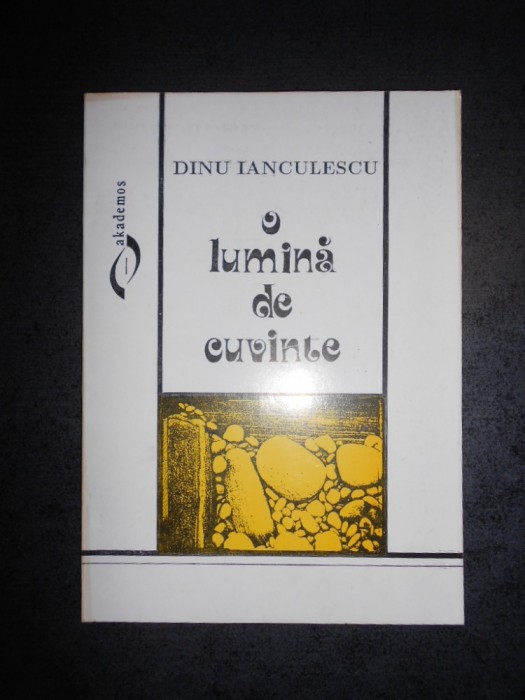 akademos
DINU IANCULESCU
o
lumină
de
cuvinte